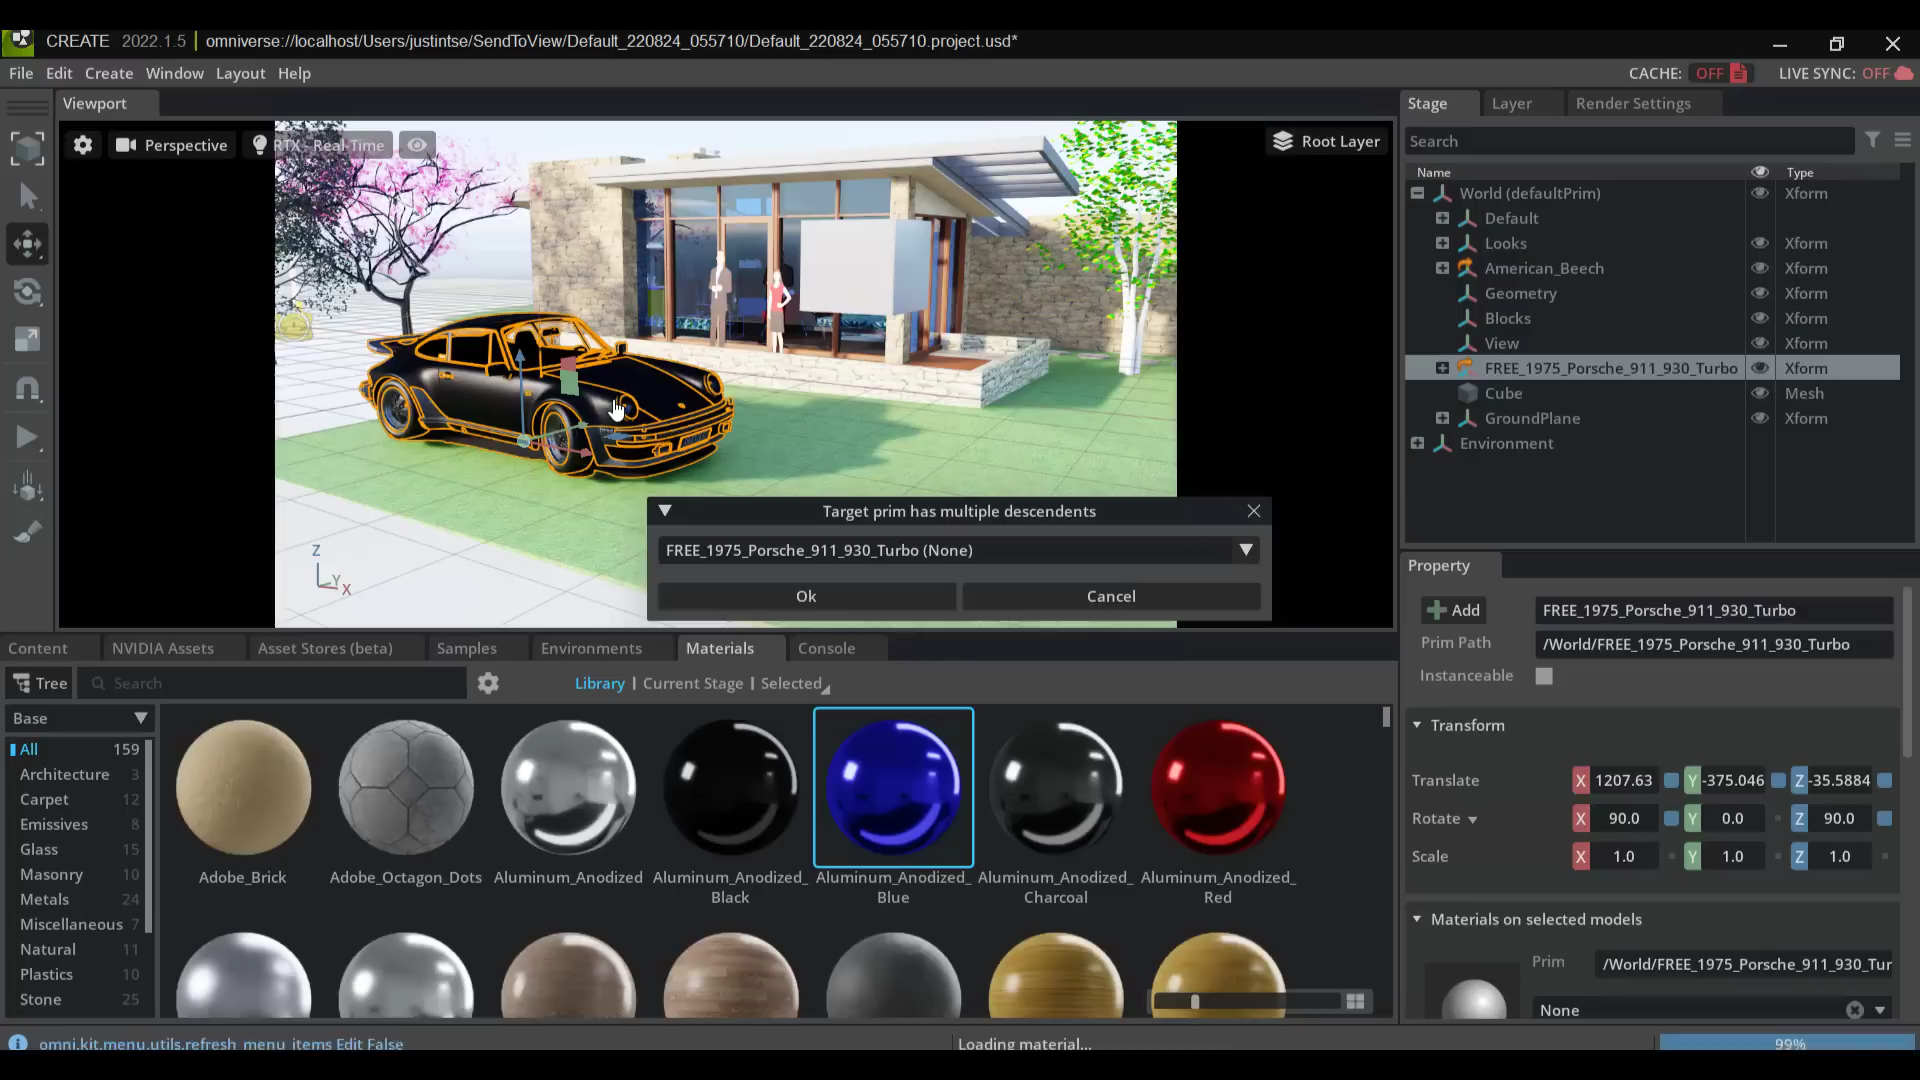 CREATE 2022.1.5 | omniverse://localhost/Users/justintse/SendToView/Default_220824_055710/Default_220824_055710.project.usd*
File Edit Create Window Layout Help
CACHE: OFF LIVE SYNC: OFF
Viewport
Perspective RTX - Real-Time
Root Layer
Z
Y
X
Target prim has multiple descendents
FREE_1975_Porsche_911_930_Turbo (None)
Ok Cancel
Stage Layer Render Settings
Search
Name Type
World (defaultPrim) Xform
Default
Looks Xform
American_Beech Xform
Geometry Xform
Blocks Xform
View Xform
FREE_1975_Porsche_911_930_Turbo Xform
Cube Mesh
GroundPlane Xform
Environment
Property
Add FREE_1975_Porsche_911_930_Turbo
Prim Path /World/FREE_1975_Porsche_911_930_Turbo
Instanceable
Transform
Translate X 1207.63 Y -375.046 Z -35.5884
Rotate X 90.0 Y 0.0 Z 90.0
Scale X 1.0 Y 1.0 Z 1.0
Materials on selected models
Prim /World/FREE_1975_Porsche_911_930_Tur
None
Content NVIDIA Assets Asset Stores (beta) Samples Environments Materials Console
Tree Search Library | Current Stage | Selected
Base
All 159
Architecture 3
Carpet 12
Emissives 8
Glass 15
Masonry 10
Metals 24
Miscellaneous 7
Natural 11
Plastics 10
Stone 25
Adobe_Brick
Adobe_Octagon_Dots
Aluminum_Anodized
Aluminum_Anodized_
Black
Aluminum_Anodized_
Blue
Aluminum_Anodized_
Charcoal
Aluminum_Anodized_
Red
omni.kit.menu.utils.refresh_menu_items Edit False
Loading material...
99%